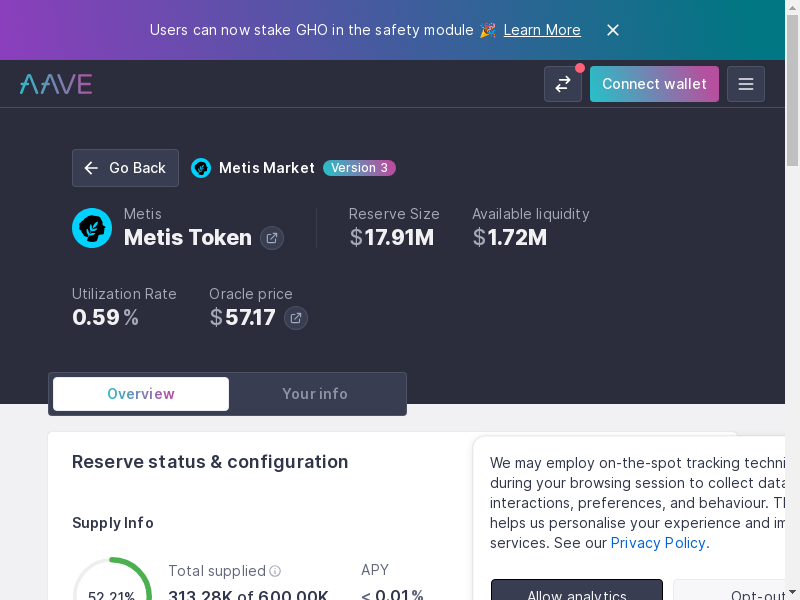 Users can now stake GHO in the safety module 🎉 Learn More
AAVE
Connect wallet
Go Back
Metis Market
Version 3
Metis
Metis Token
Reserve Size
$17.91M
Available liquidity
$1.72M
Utilization Rate
0.59%
Oracle price
$57.17
Overview
Your info
Reserve status & configuration
Supply Info
52.21%
Total supplied
313.28K of 600.00K
APY
< 0.01%
We may employ on-the-spot tracking techni
during your browsing session to collect data
interactions, preferences, and behaviour. Th
helps us personalise your experience and im
services. See our Privacy Policy.
Allow analytics
Opt-out